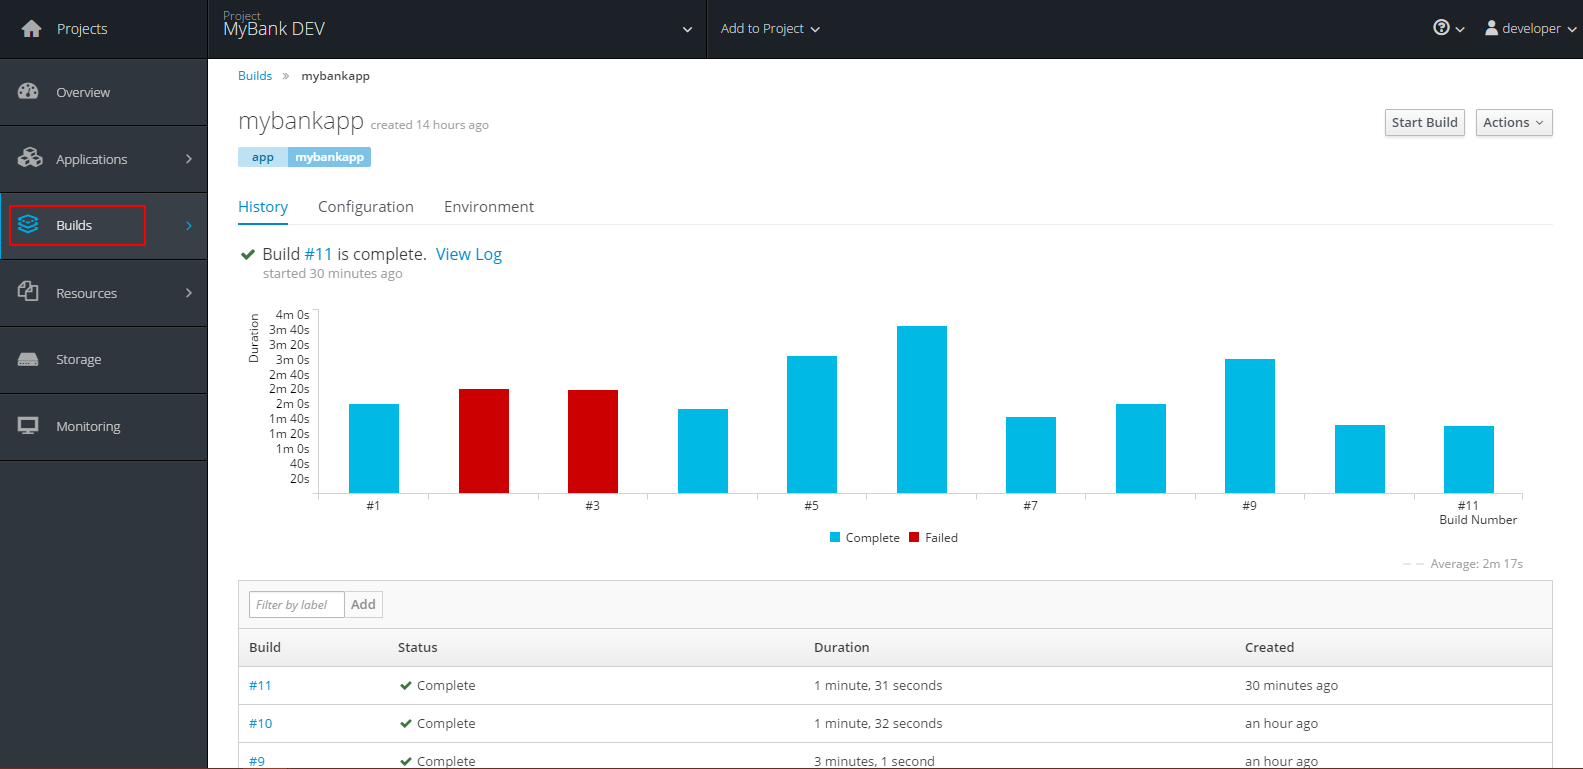 Projects
Project
MyBank DEV
Add to Project
developer
Overview
Applications
Builds
Resources
Storage
Monitoring
Builds » mybankapp
mybankapp created 14 hours ago
Start Build
Actions
app mybankapp
History Configuration Environment
Build #11 is complete. View Log
started 30 minutes ago
Duration
4m 0s
3m 40s
3m 20s
3m 0s
2m 40s
2m 20s
2m 0s
1m 40s
1m 20s
1m 0s
40s
20s
#1 #3 #5 #7 #9 #11
Build Number
Complete Failed
Average: 2m 17s
Filter by label Add
Build Status Duration Created
#11 Complete 1 minute, 31 seconds 30 minutes ago
#10 Complete 1 minute, 32 seconds an hour ago
#9 Complete 3 minutes, 1 second an hour ago